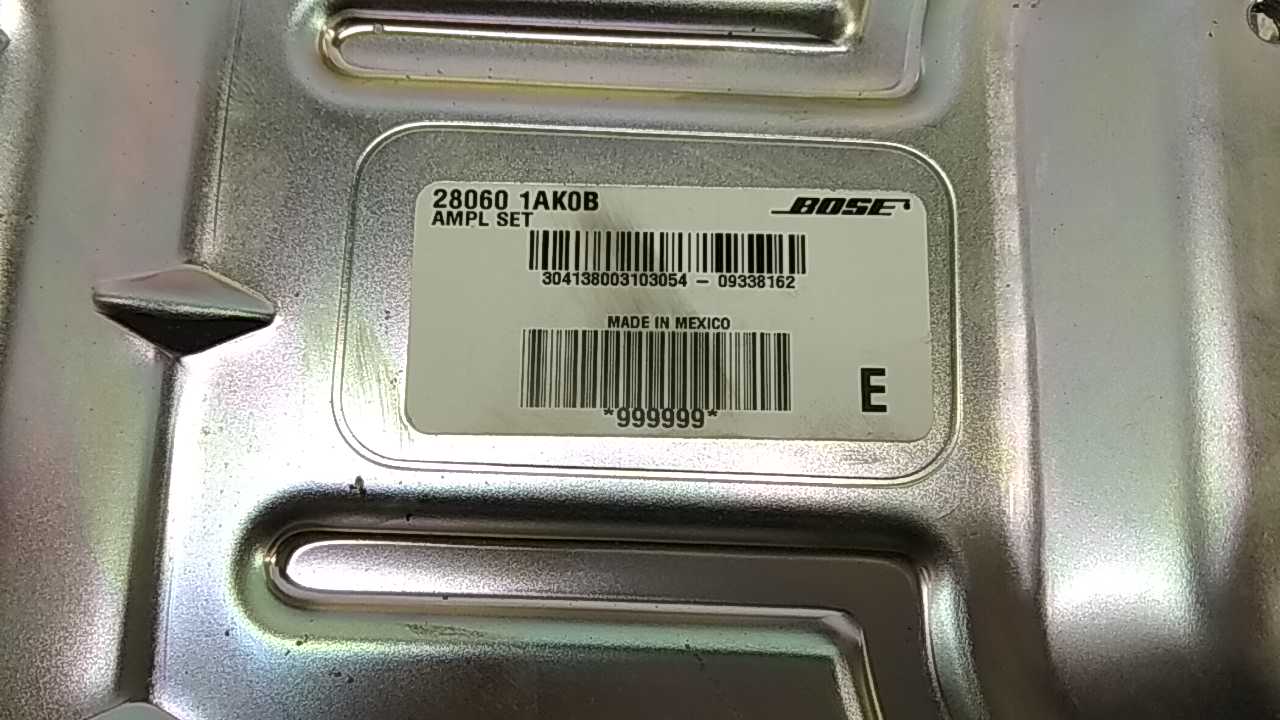 28060 1AK0B
BOSE
AMPL SET
304138003103054 – 09338162
MADE IN MEXICO
*999999*
E